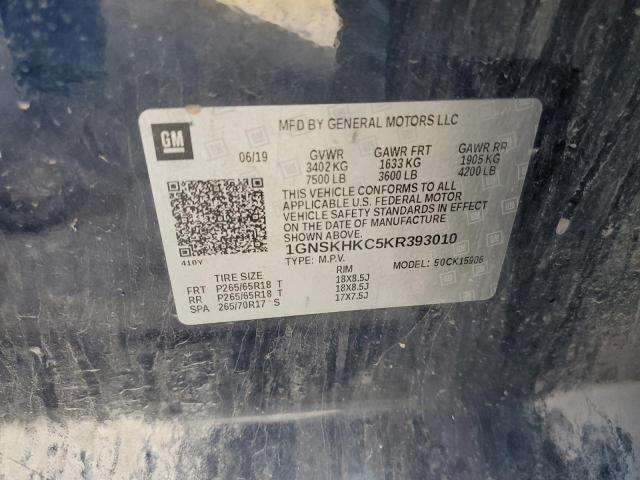 GM
MFD BY GENERAL MOTORS LLC
06/19 GVWR GAWR FRT GAWR RR
3402 KG 1633 KG 1905 KG
7500 LB 3600 LB 4200 LB
THIS VEHICLE CONFORMS TO ALL
APPLICABLE U.S. FEDERAL MOTOR
VEHICLE SAFETY STANDARDS IN EFFECT
ON THE DATE OF MANUFACTURE
SHOWN ABOVE.
1GNSKHKC5KR393010
410Y TYPE: M.P.V. MODEL: 50CK15906
TIRE SIZE RIM
FRT P265/65R18 T 18X8.5J
RR P265/65R18 T 18X8.5J
SPA 265/70R17 S 17X7.5J